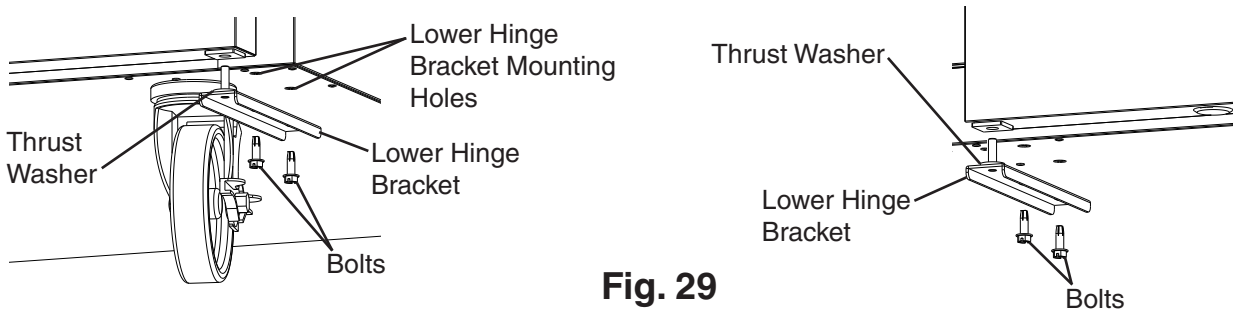 Lower Hinge
Bracket Mounting
Holes
Thrust
Washer
Lower Hinge
Bracket
Bolts
Fig. 29
Thrust Washer
Lower Hinge
Bracket
Bolts